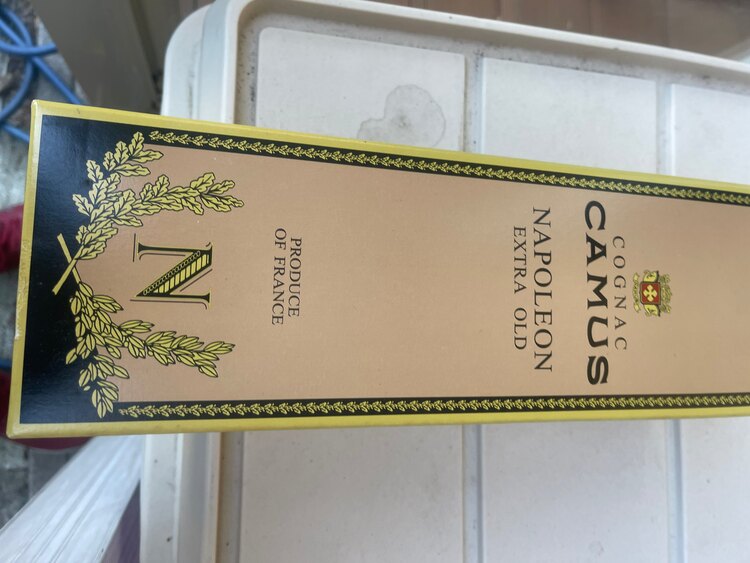 COGNAC
CAMUS
NAPOLEON
EXTRA OLD
PRODUCE
OF FRANCE
N